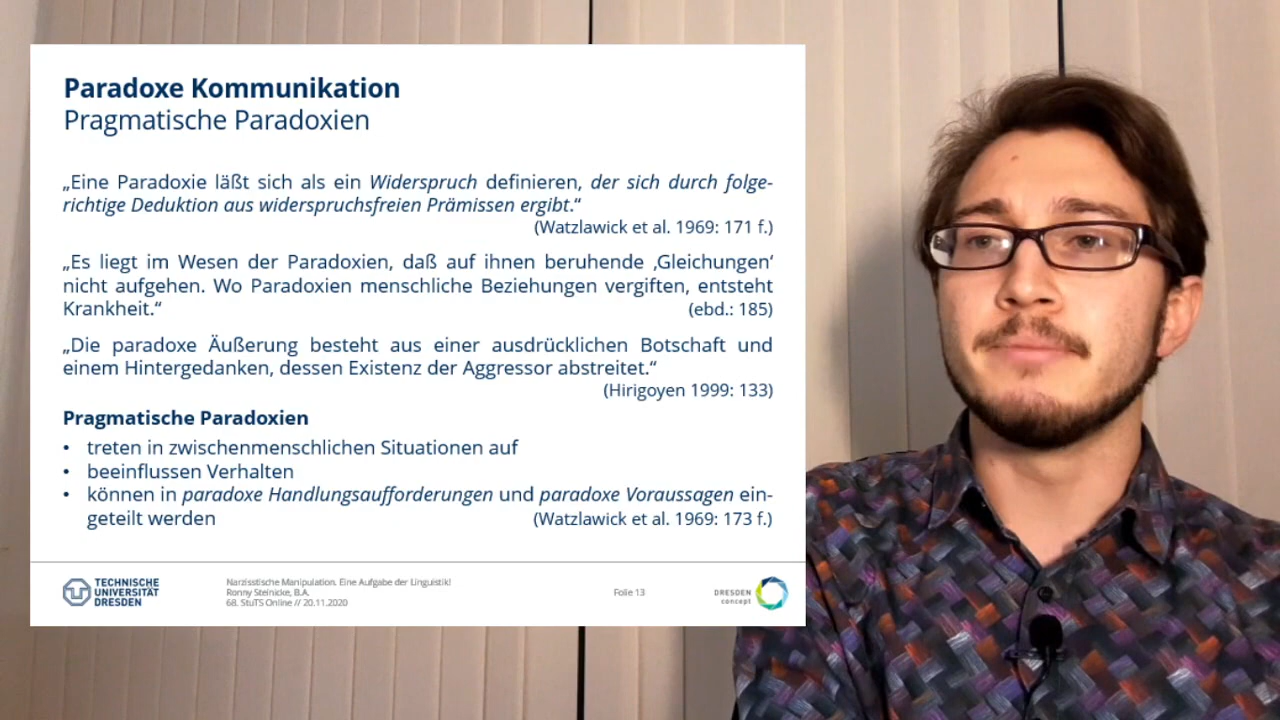 Paradoxe Kommunikation
Pragmatische Paradoxien
„Eine Paradoxie läßt sich als ein Widerspruch definieren, der sich durch folge-
richtige Deduktion aus widerspruchsfreien Prämissen ergibt.“
(Watzlawick et al. 1969: 171 f.)
„Es liegt im Wesen der Paradoxien, daß auf ihnen beruhende ‚Gleichungen‘
nicht aufgehen. Wo Paradoxien menschliche Beziehungen vergiften, entsteht
Krankheit.“ (ebd.: 185)
„Die paradoxe Äußerung besteht aus einer ausdrücklichen Botschaft und
einem Hintergedanken, dessen Existenz der Aggressor abstreitet.“
(Hirigoyen 1999: 133)
Pragmatische Paradoxien
• treten in zwischenmenschlichen Situationen auf
• beeinflussen Verhalten
• können in paradoxe Handlungsaufforderungen und paradoxe Voraussagen ein-
geteilt werden (Watzlawick et al. 1969: 173 f.)
TECHNISCHE
UNIVERSITÄT
DRESDEN
Narzisstische Manipulation. Eine Aufgabe der Linguistik!
Ronny Steinicke, B.A.
68. StuTS Online // 20.11.2020
Folie 13
DRESDEN
concept